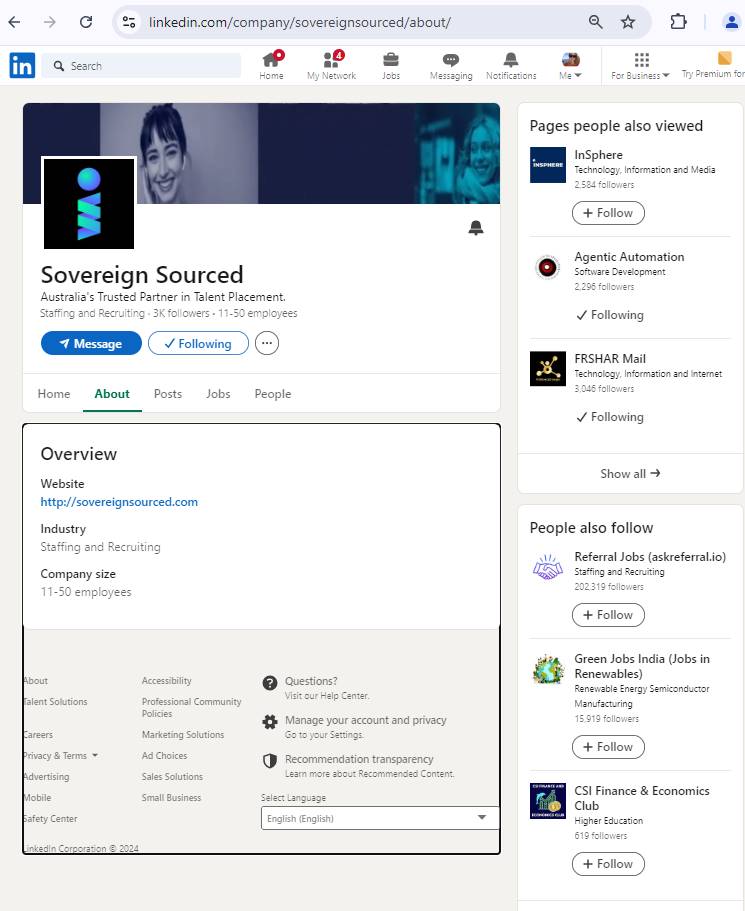 linkedin.com/company/sovereignsourced/about/
in
Search
Home
4
My Network
Jobs
Messaging
Notifications
Me
For Business
Try Premium for
Sovereign Sourced
Australia's Trusted Partner in Talent Placement.
Staffing and Recruiting · 3K followers · 11-50 employees
Message
Following
Home
About
Posts
Jobs
People
Overview
Website
http://sovereignsourced.com
Industry
Staffing and Recruiting
Company size
11-50 employees
About
Accessibility
Talent Solutions
Professional Community
Policies
Careers
Marketing Solutions
Privacy & Terms
Ad Choices
Advertising
Sales Solutions
Mobile
Small Business
Safety Center
Questions?
Visit our Help Center.
Manage your account and privacy
Go to your Settings.
Recommendation transparency
Learn more about Recommended Content.
Select Language
English (English)
LinkedIn Corporation © 2024
Pages people also viewed
INSPHERE
InSphere
Technology, Information and Media
2,584 followers
+ Follow
Agentic Automation
Software Development
2,296 followers
Following
FRSHAR Mail
Technology, Information and Internet
3,046 followers
Following
Show all
People also follow
Referral Jobs (askreferral.io)
Staffing and Recruiting
202,319 followers
+ Follow
Green Jobs India (Jobs in
Renewables)
Renewable Energy Semiconductor
Manufacturing
15,919 followers
+ Follow
CSI FINANCE AND
ECONOMICS CLUB
CSI Finance & Economics
Club
Higher Education
619 followers
+ Follow